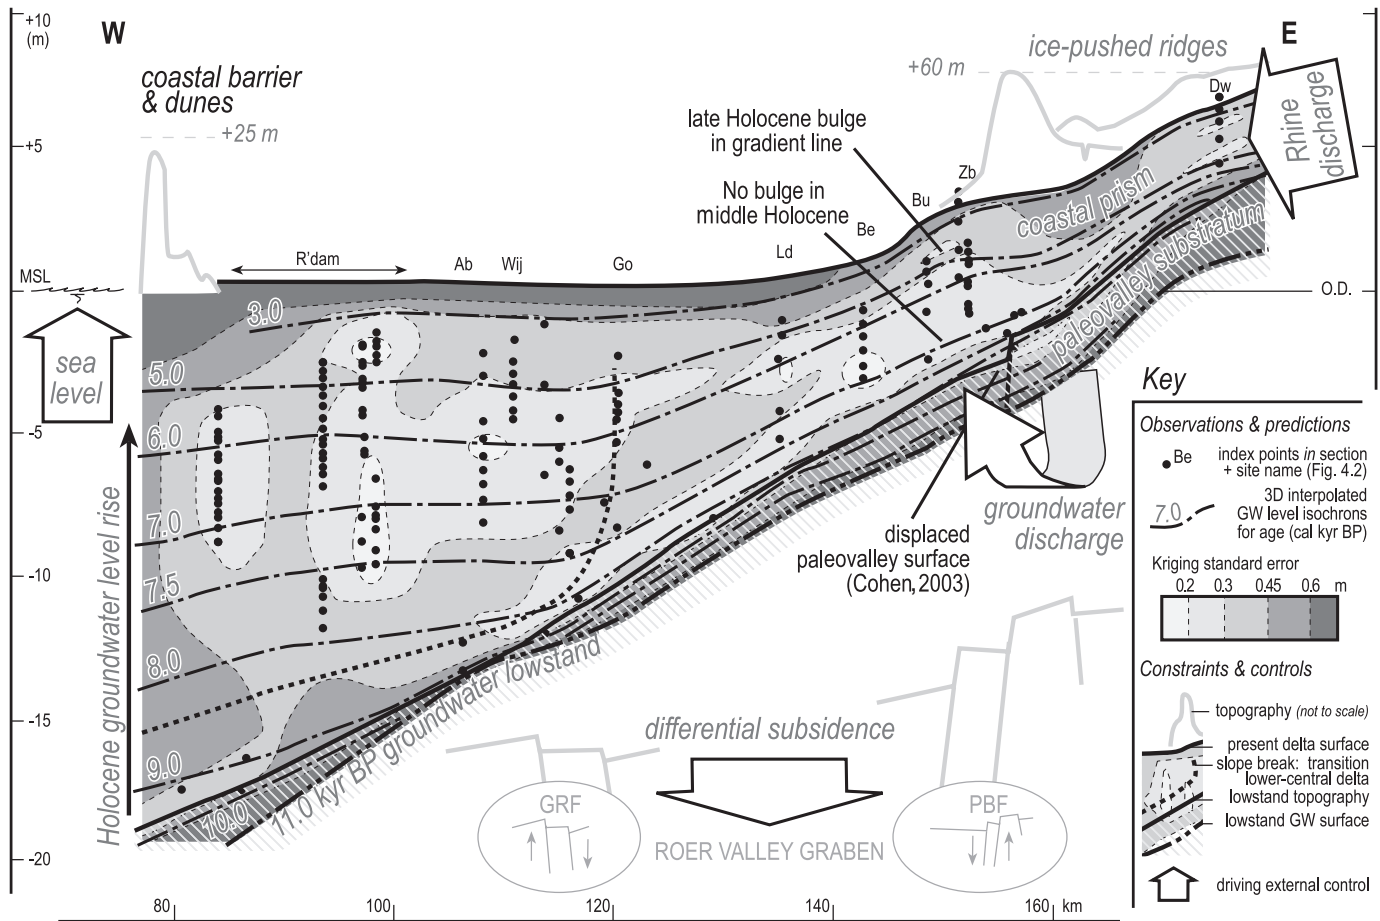 +10
(m)
W
E
coastal barrier
& dunes
+25 m
ice-pushed ridges
+60 m
Dw
Rhine
discharge
late Holocene bulge
in gradient line
Zb
No bulge in
middle Holocene
Bu
Be
Ld
coastal prism
paleovalley substratum
+5
R'dam
Ab
Wij
Go
MSL
O.D.
3.0
sea
level
5.0
-5
6.0
7.0
7.5
8.0
9.0
10.0
Holocene groundwater level rise
11.0 kyr BP groundwater lowstand
-10
-15
-20
groundwater
discharge
displaced
paleovalley surface
(Cohen, 2003)
differential subsidence
GRF
PBF
ROER VALLEY GRABEN
80
100
120
140
160
km
Key
Observations & predictions
Be
index points in section
+ site name (Fig. 4.2)
7.0
3D interpolated
GW level isochrons
for age (cal kyr BP)
Kriging standard error
0.2 0.3 0.45 0.6 m
Constraints & controls
topography (not to scale)
present delta surface
slope break: transition
lower-central delta
lowstand topography
lowstand GW surface
driving external control